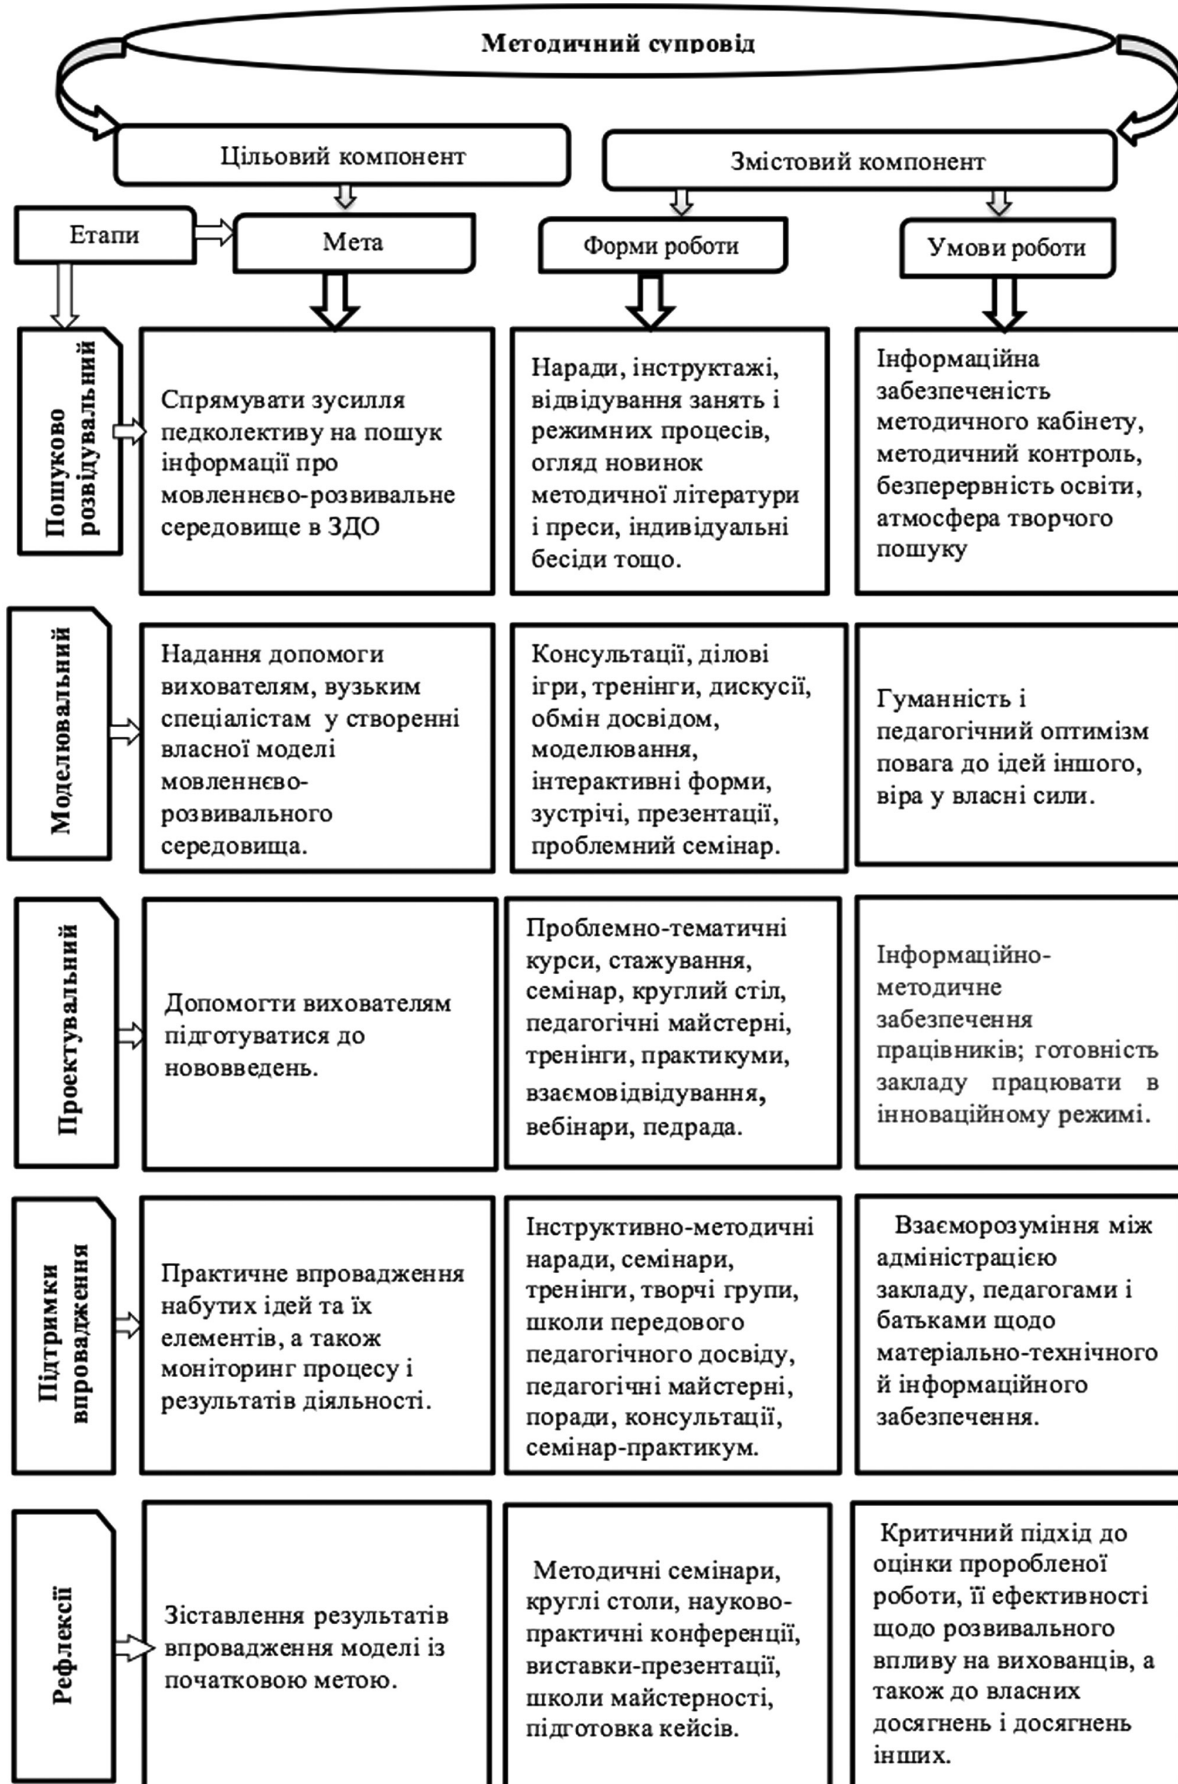 Методичний супровід
Цільовий компонент
Змістовий компонент
Етапи
Мета
Форми роботи
Умови роботи
Пошуково
розвідувальний
Спрямувати зусилля
педколективу на пошук
інформації про
мовленнєво-розвивальне
середовище в ЗДО
Наради, інструктажі,
відвідування занять і
режимних процесів,
огляд новинок
методичної літератури
і преси, індивідуальні
бесіди тощо.
Інформаційна
забезпеченість
методичного кабінету,
методичний контроль,
безперервність освіти,
атмосфера творчого
пошуку
Моделювальний
Надання допомоги
вихователям, вузьким
спеціалістам у створенні
власної моделі
мовленнєво-
розвивального
середовища.
Консультації, ділові
ігри, тренінги, дискусії,
обмін досвідом,
моделювання,
інтерактивні форми,
зустрічі, презентації,
проблемний семінар.
Гуманність і
педагогічний оптимізм
повага до ідей іншого,
віра у власні сили.
Проектувальний
Допомогти вихователям
підготуватися до
нововведень.
Проблемно-тематичні
курси, стажування,
семінар, круглий стіл,
педагогічні майстерні,
тренінги, практикуми,
взаємовідвідування,
вебінари, педрада.
Інформаційно-
методичне
забезпечення
працівників; готовність
закладу працювати в
інноваційному режимі.
Підтримки
впровадження
Практичне впровадження
набутих ідей та їх
елементів, а також
моніторинг процесу і
результатів діяльності.
Інструктивно-методичні
наради, семінари,
тренінги, творчі групи,
школи передового
педагогічного досвіду,
педагогічні майстерні,
поради, консультації,
семінар-практикум.
Взаєморозуміння між
адміністрацією
закладу, педагогами і
батьками щодо
матеріально-технічного
й інформаційного
забезпечення.
Рефлексії
Зіставлення результатів
впровадження моделі із
початковою метою.
Методичні семінари,
круглі столи, науково-
практичні конференції,
виставки-презентації,
школи майстерності,
підготовка кейсів.
Критичний підхід до
оцінки проробленої
роботи, її ефективності
щодо розвивального
впливу на вихованців, а
також до власних
досягнень і досягнень
інших.